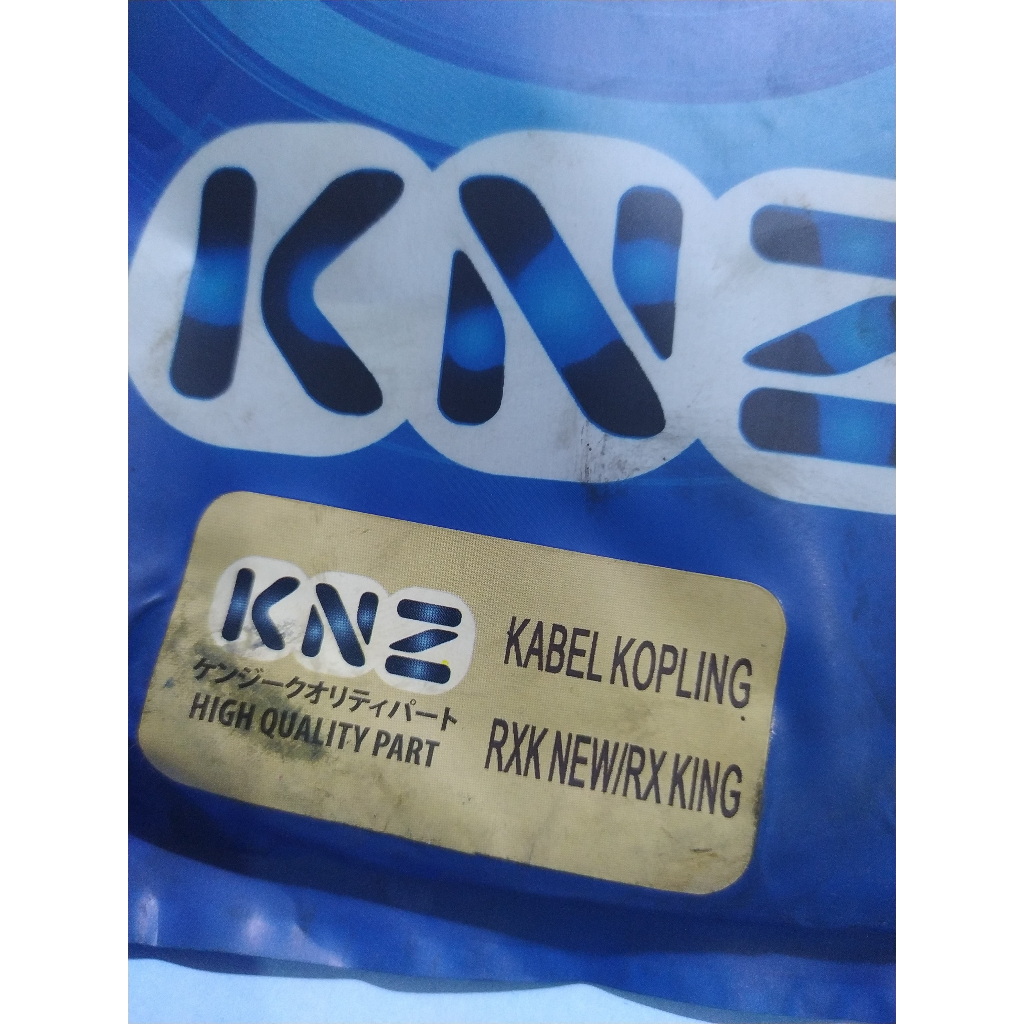 KNZ
KNZ
ケンジークオリティパート
HIGH QUALITY PART
KABEL KOPLING
RXK NEW/RX KING